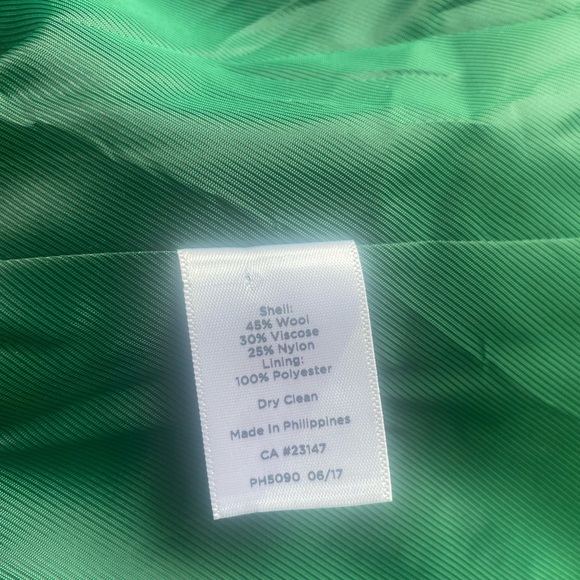 Shell:
45% Wool
30% Viscose
25% Nylon
Lining:
100% Polyester
Dry Clean
Made In Philippines
CA #23147
PH5090 06/17